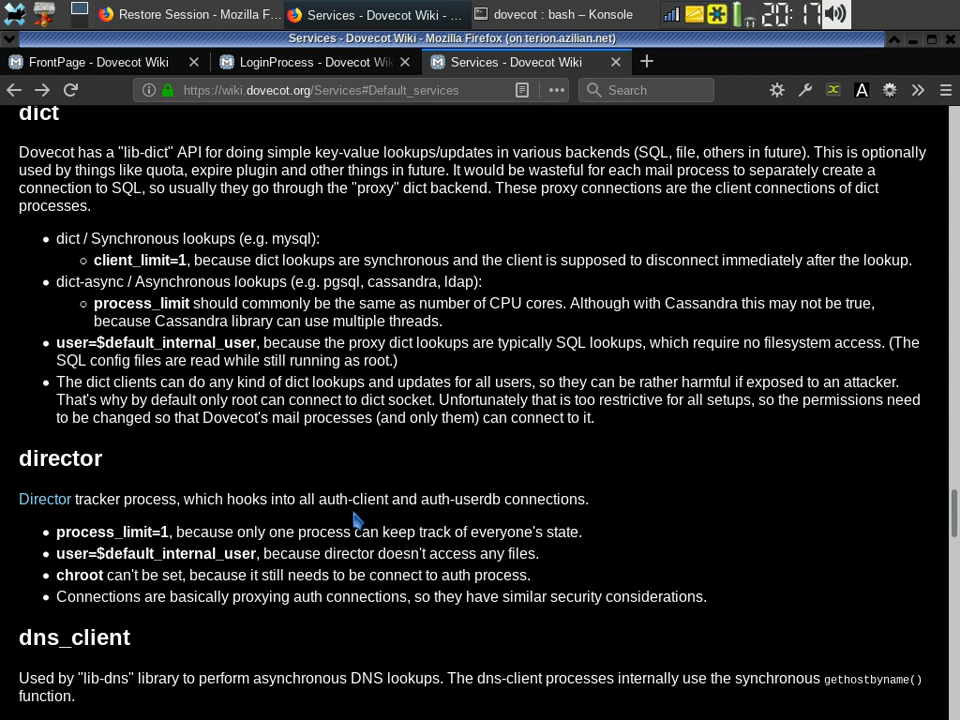 Restore Session - Mozilla F...
Services - Dovecot Wiki - ...
dovecot : bash – Konsole
20:17
Services - Dovecot Wiki - Mozilla Firefox (on terion.azilian.net)
FrontPage - Dovecot Wiki
LoginProcess - Dovecot Wik
Services - Dovecot Wiki
https://wiki.dovecot.org/Services#Default_services
Search
A
dict
Dovecot has a "lib-dict" API for doing simple key-value lookups/updates in various backends (SQL, file, others in future). This is optionally
used by things like quota, expire plugin and other things in future. It would be wasteful for each mail process to separately create a
connection to SQL, so usually they go through the "proxy" dict backend. These proxy connections are the client connections of dict
processes.
dict / Synchronous lookups (e.g. mysql):
client_limit=1, because dict lookups are synchronous and the client is supposed to disconnect immediately after the lookup.
dict-async / Asynchronous lookups (e.g. pgsql, cassandra, ldap):
process_limit should commonly be the same as number of CPU cores. Although with Cassandra this may not be true,
because Cassandra library can use multiple threads.
user=$default_internal_user, because the proxy dict lookups are typically SQL lookups, which require no filesystem access. (The
SQL config files are read while still running as root.)
The dict clients can do any kind of dict lookups and updates for all users, so they can be rather harmful if exposed to an attacker.
That's why by default only root can connect to dict socket. Unfortunately that is too restrictive for all setups, so the permissions need
to be changed so that Dovecot's mail processes (and only them) can connect to it.
director
Director tracker process, which hooks into all auth-client and auth-userdb connections.
process_limit=1, because only one process can keep track of everyone's state.
user=$default_internal_user, because director doesn't access any files.
chroot can't be set, because it still needs to be connect to auth process.
Connections are basically proxying auth connections, so they have similar security considerations.
dns_client
Used by "lib-dns" library to perform asynchronous DNS lookups. The dns-client processes internally use the synchronous gethostbyname()
function.